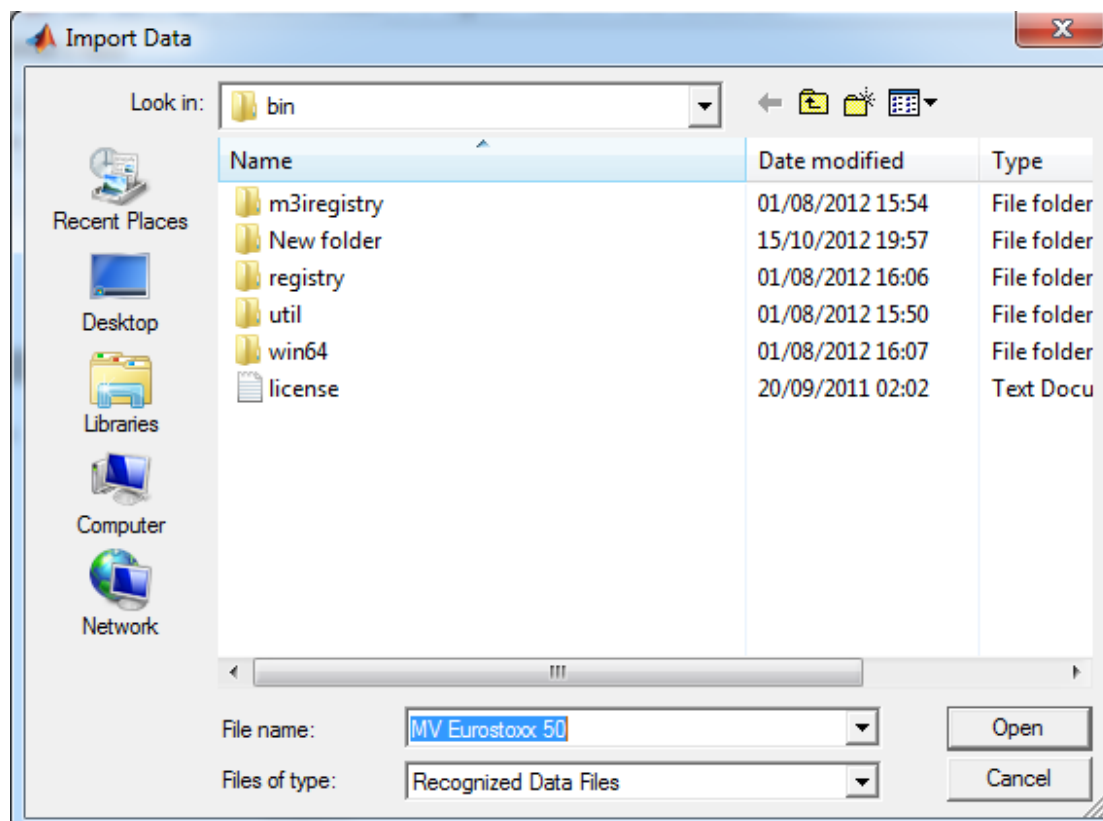 Import Data
Look in: bin
Name Date modified Type
m3iregistry 01/08/2012 15:54 File folder
New folder 15/10/2012 19:57 File folder
registry 01/08/2012 16:06 File folder
util 01/08/2012 15:50 File folder
win64 01/08/2012 16:07 File folder
license 20/09/2011 02:02 Text Docu
Recent Places
Desktop
Libraries
Computer
Network
File name: MV Eurostoxx 50 Open
Files of type: Recognized Data Files Cancel